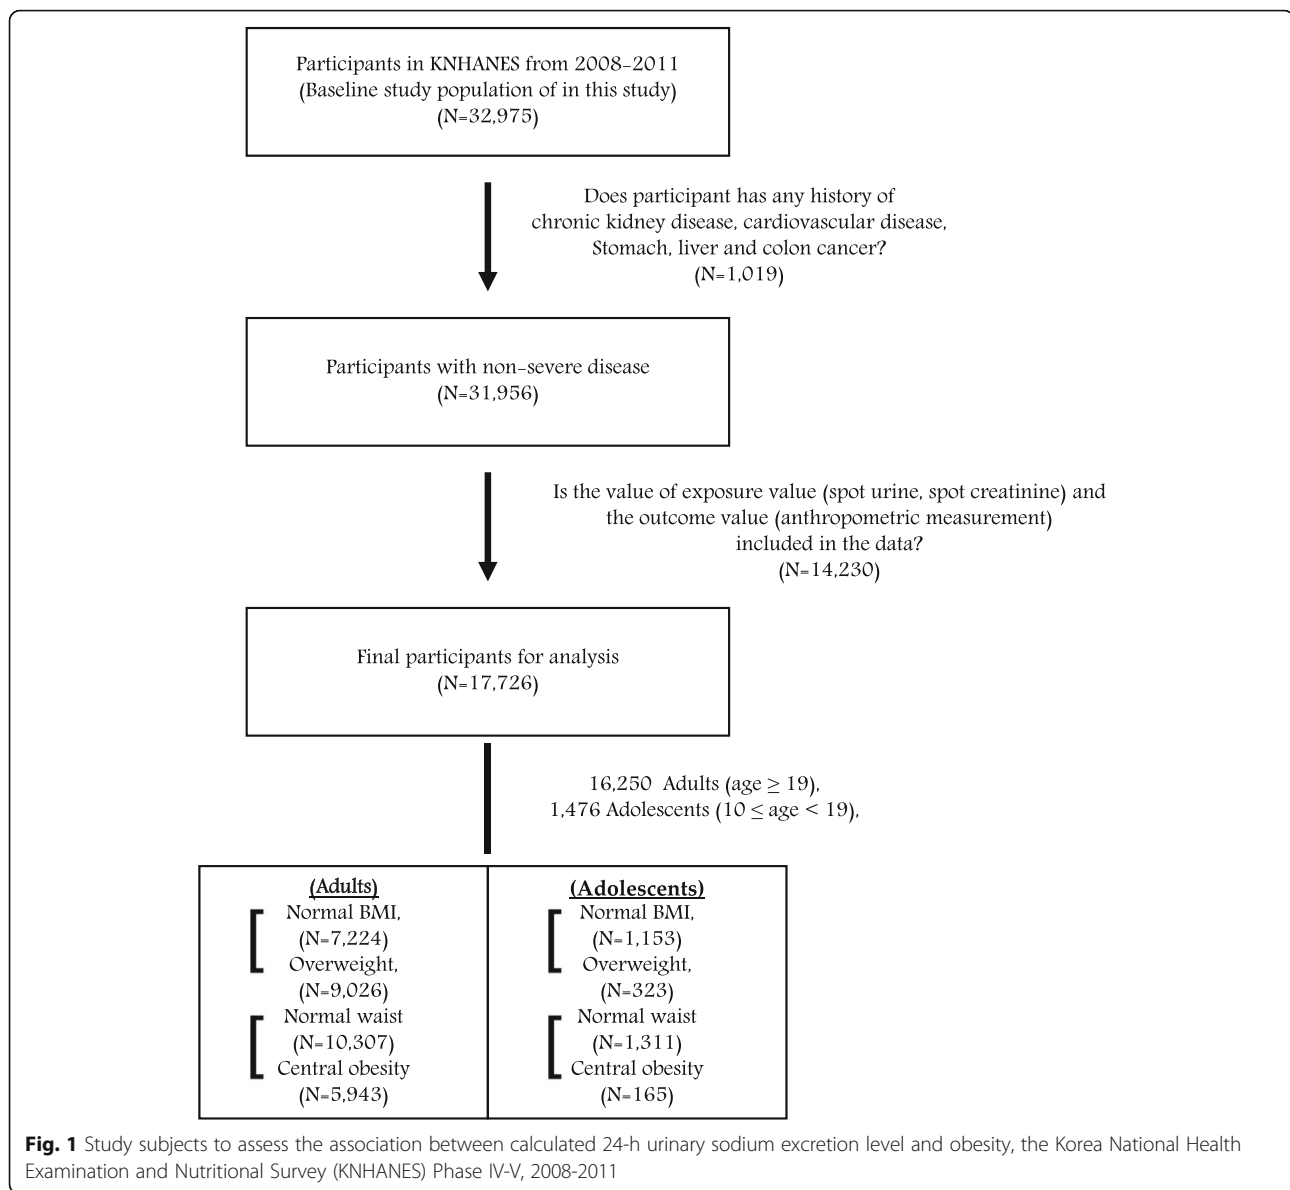 Participants in KNHANES from 2008-2011
(Baseline study population of in this study)
(N=32,975)
Does participant has any history of
chronic kidney disease, cardiovascular disease,
Stomach, liver and colon cancer?
(N=1,019)
Participants with non-severe disease
(N=31,956)
Is the value of exposure value (spot urine, spot creatinine) and
the outcome value (anthropometric measurement)
included in the data?
(N=14,230)
Final participants for analysis
(N=17,726)
16,250 Adults (age ≥ 19),
1,476 Adolescents (10 ≤ age < 19),
(Adults)
Normal BMI,
(N=7,224)
Overweight,
(N=9,026)
Normal waist
(N=10,307)
Central obesity
(N=5,943)
(Adolescents)
Normal BMI,
(N=1,153)
Overweight,
(N=323)
Normal waist
(N=1,311)
Central obesity
(N=165)
Fig. 1 Study subjects to assess the association between calculated 24-h urinary sodium excretion level and obesity, the Korea National Health
Examination and Nutritional Survey (KNHANES) Phase IV-V, 2008-2011